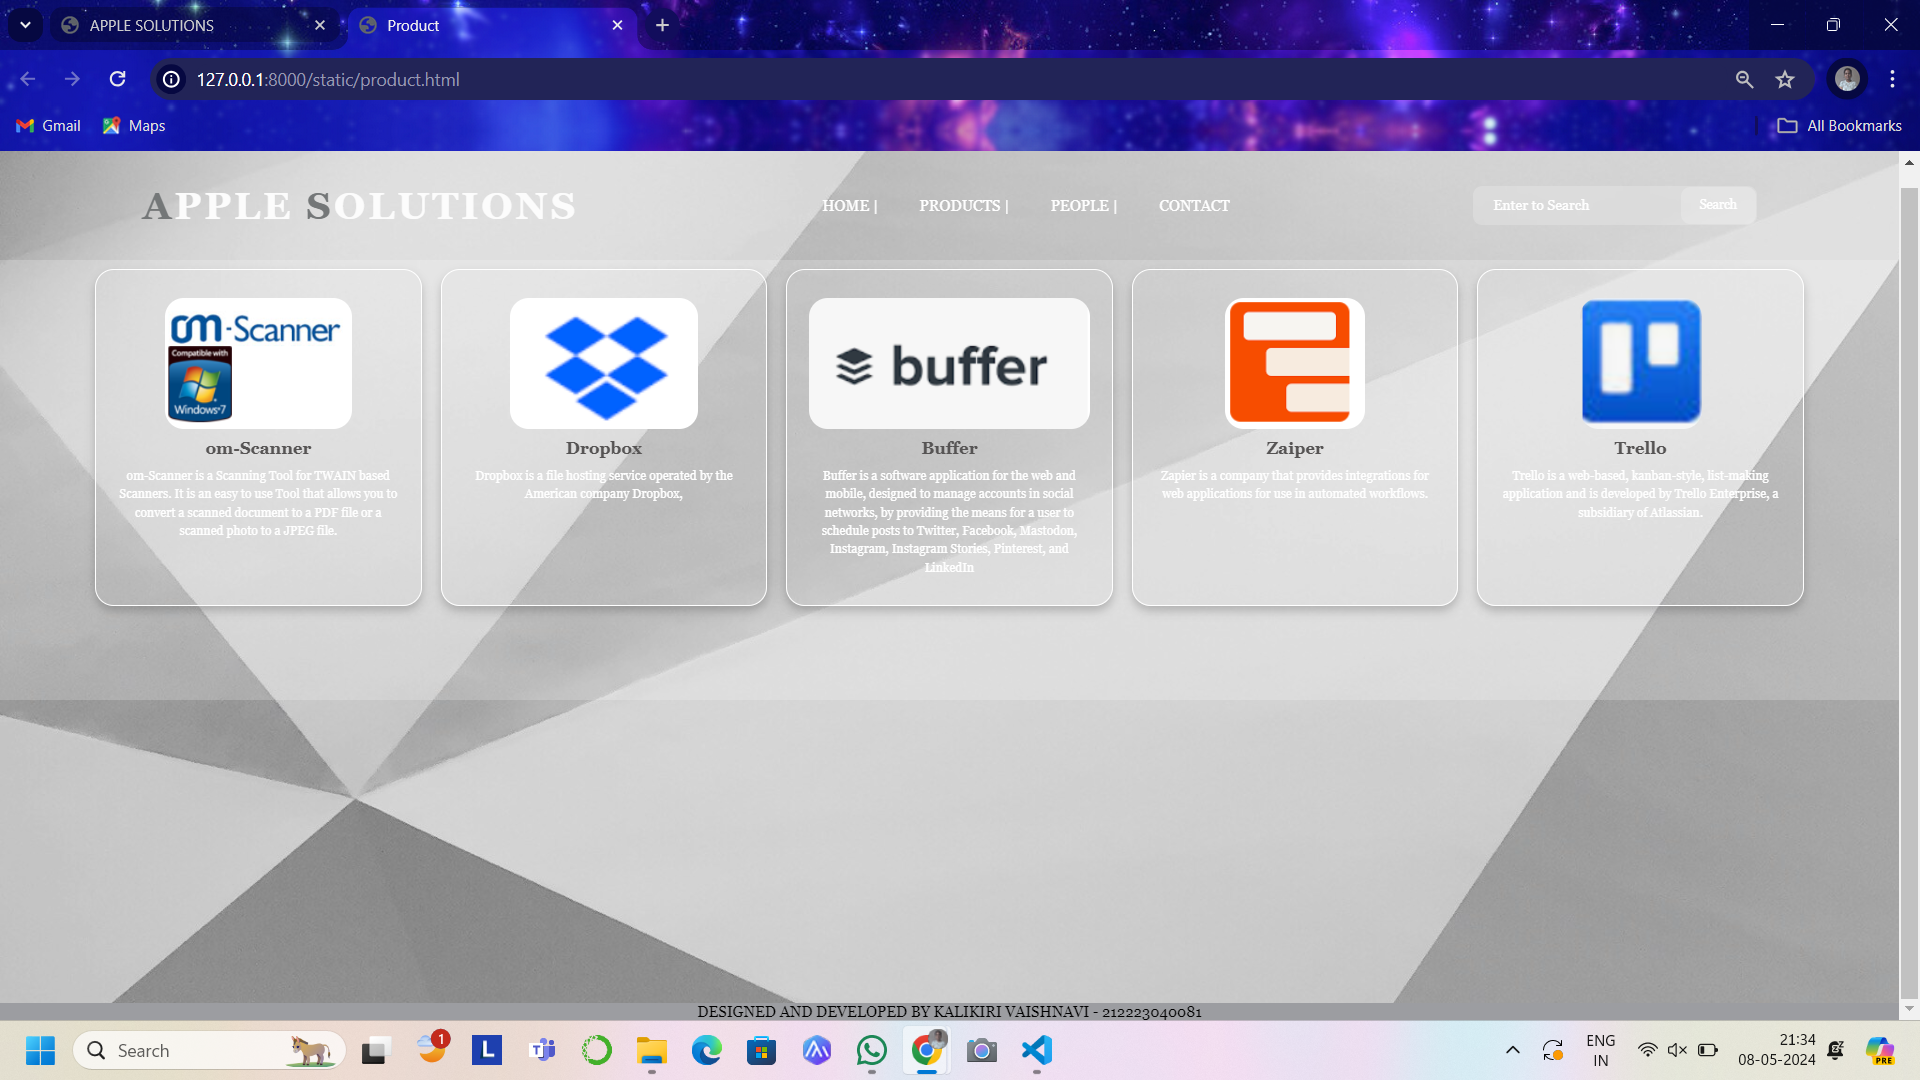 APPLE SOLUTIONS
Product
127.0.0.1:8000/static/product.html
Gmail
Maps
All Bookmarks
APPLE SOLUTIONS
HOME |
PRODUCTS |
PEOPLE |
CONTACT
Enter to Search
Search
om-Scanner
Compatible with
Windows 7
om-Scanner
om-Scanner is a Scanning Tool for TWAIN based
Scanners. It is an easy to use Tool that allows you to
convert a scanned document to a PDF file or a
scanned photo to a JPEG file.
Dropbox
Dropbox is a file hosting service operated by the
American company Dropbox,
buffer
Buffer
Buffer is a software application for the web and
mobile, designed to manage accounts in social
networks, by providing the means for a user to
schedule posts to Twitter, Facebook, Mastodon,
Instagram, Instagram Stories, Pinterest, and
LinkedIn
Zaiper
Zapier is a company that provides integrations for
web applications for use in automated workflows.
Trello
Trello is a web-based, kanban-style, list-making
application and is developed by Trello Enterprise, a
subsidiary of Atlassian.
DESIGNED AND DEVELOPED BY KALIKIRI VAISHNAVI - 212223040081
Search
1
L
ENG
IN
21:34
08-05-2024
PRE